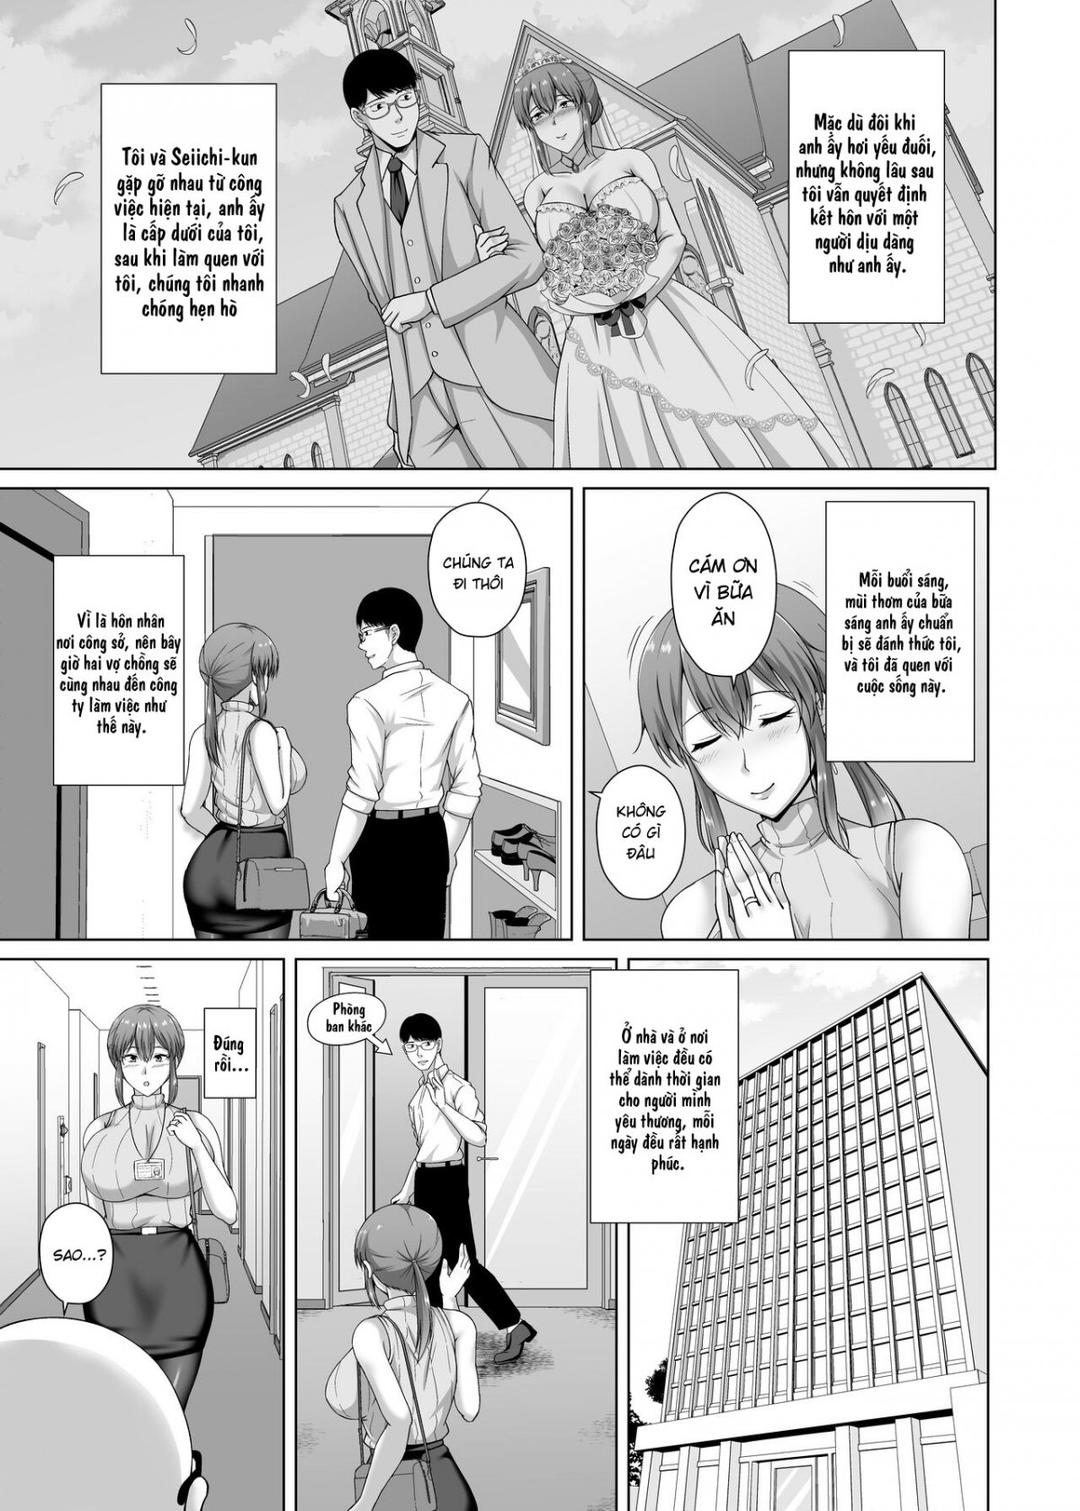 Tôi và Seiichi-kun
gặp gỡ nhau từ công
việc hiện tại, anh ấy
là cấp dưới của tôi,
sau khi làm quen với
tôi, chúng tôi nhanh
chóng hẹn hò
Mặc dù đôi khi
anh ấy hơi yếu đuối,
nhưng không lâu sau
tôi vẫn quyết định
kết hôn với một
người dịu dàng
như anh ấy.
Vì là hôn nhân
nơi công sở, nên bây
giờ hai vợ chồng sẽ
cùng nhau đến công
ty làm việc như
thế này.
CHÚNG TA
ĐI THÔI
CÁM ƠN
VÌ BỮA
ĂN
Mỗi buổi sáng,
mùi thơm của bữa
sáng anh ấy chuẩn
bị sẽ đánh thức tôi,
và tôi đã quen với
cuộc sống này.
KHÔNG
CÓ GÌ
ĐÂU
Đúng
rồi...
SAO...?
Phòng
ban khác
Ở nhà và ở nơi
làm việc đều có
thể dành thời gian
cho người mình
yêu thương, mỗi
ngày đều rất hạnh
phúc.